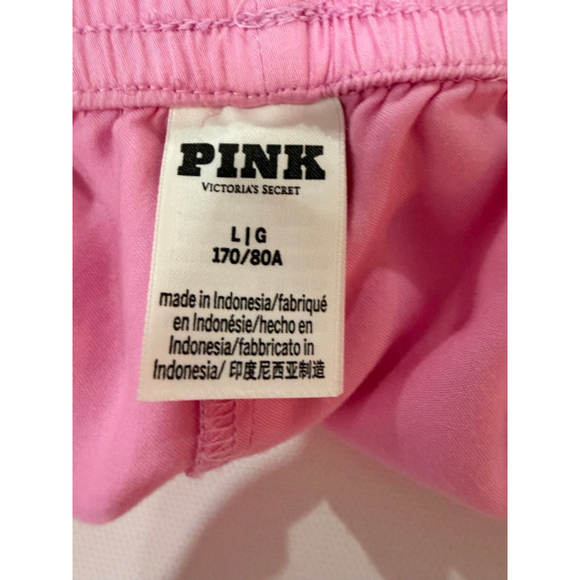 PINK
VICTORIA'S SECRET
L|G
170/80A
made in Indonesia/fabriqué
en Indonésie/hecho en
Indonesia/fabbricato in
Indonesia/ 印度尼西亚制造